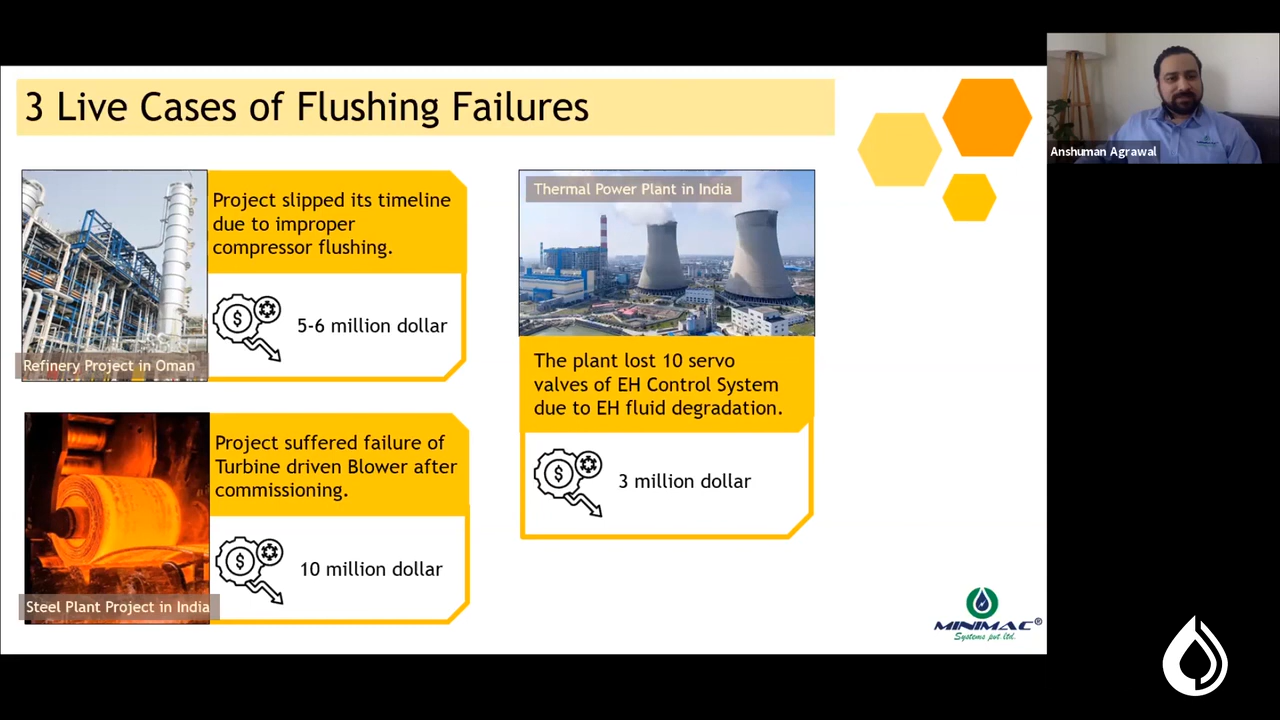 3 Live Cases of Flushing Failures
Project slipped its timeline
due to improper
compressor flushing.
$
5-6 million dollar
Refinery Project in Oman
Project suffered failure of
Turbine driven Blower after
commissioning.
$
10 million dollar
Steel Plant Project in India
Thermal Power Plant in India
The plant lost 10 servo
valves of EH Control System
due to EH fluid degradation.
$
3 million dollar
MINIMAC®
Systems pvt ltd.
Anshuman Agrawal